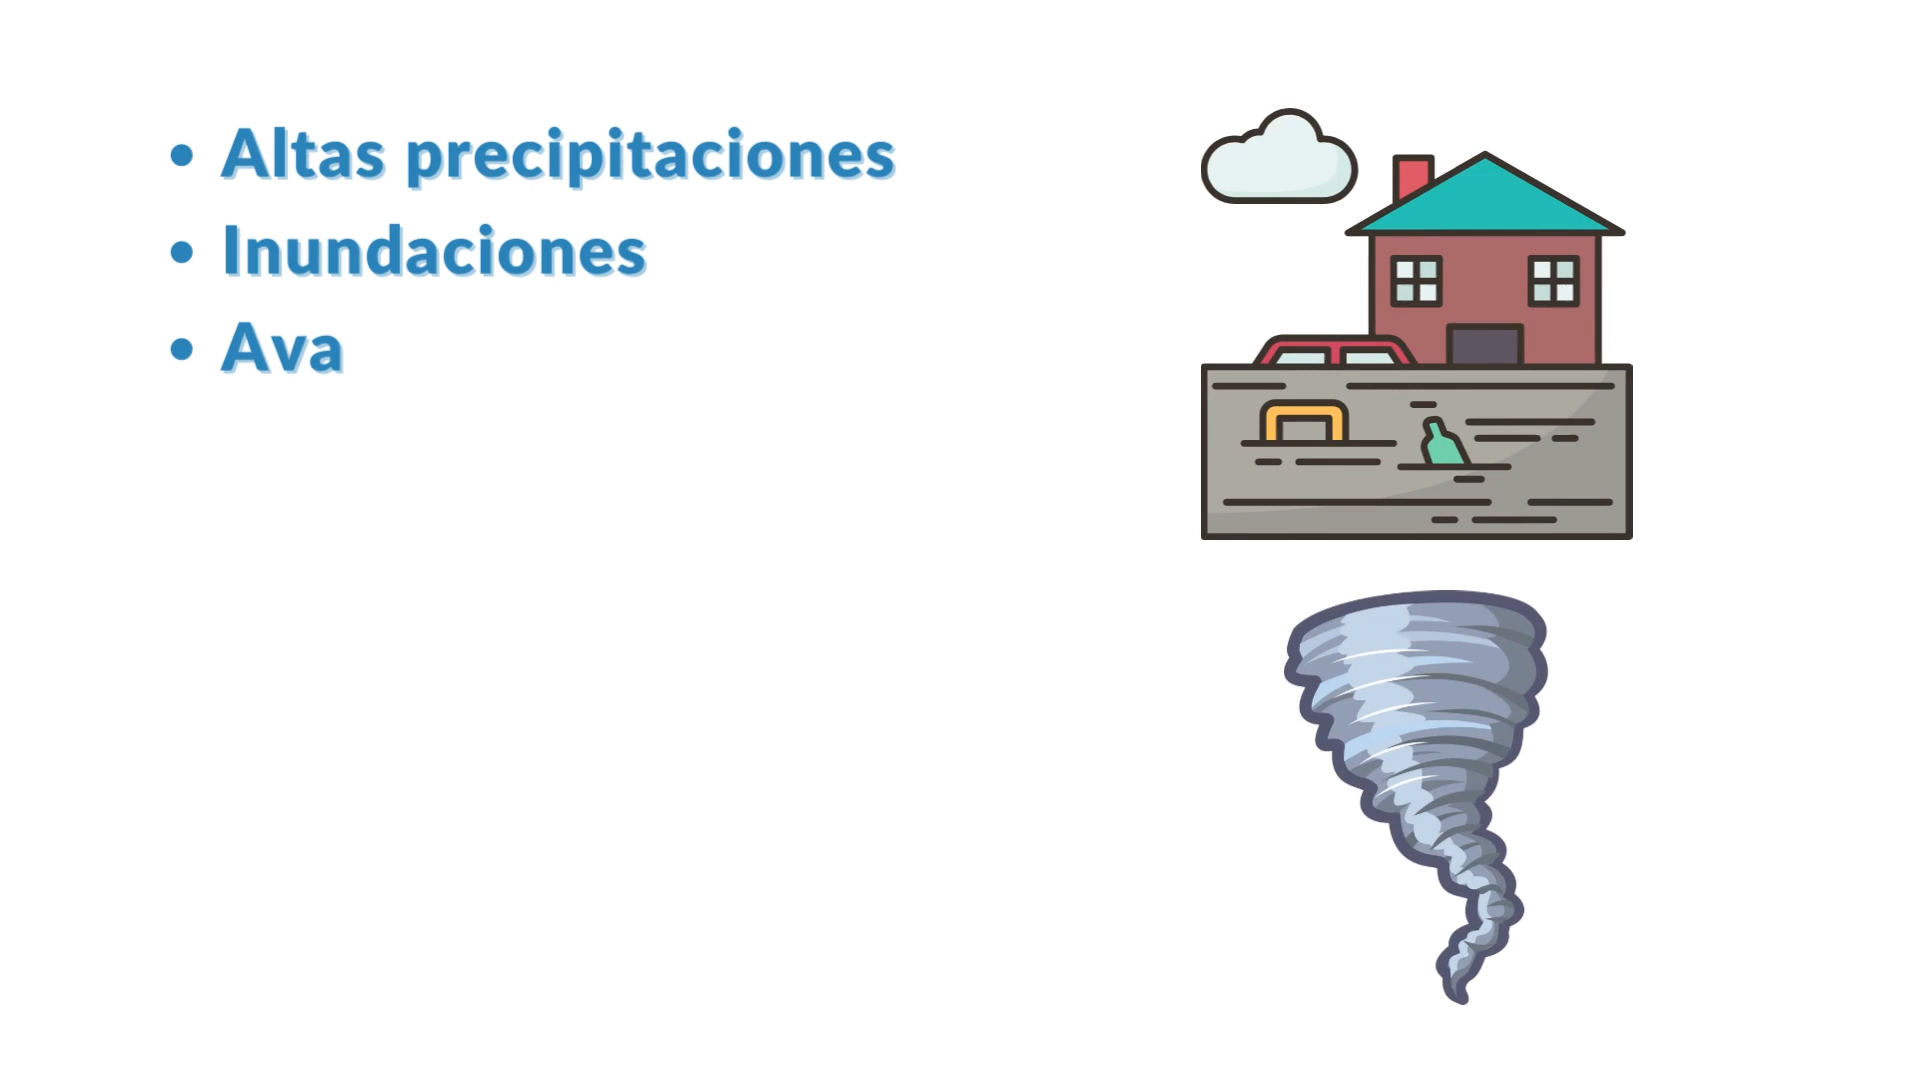 • Altas precipitaciones
• Inundaciones
• Ava